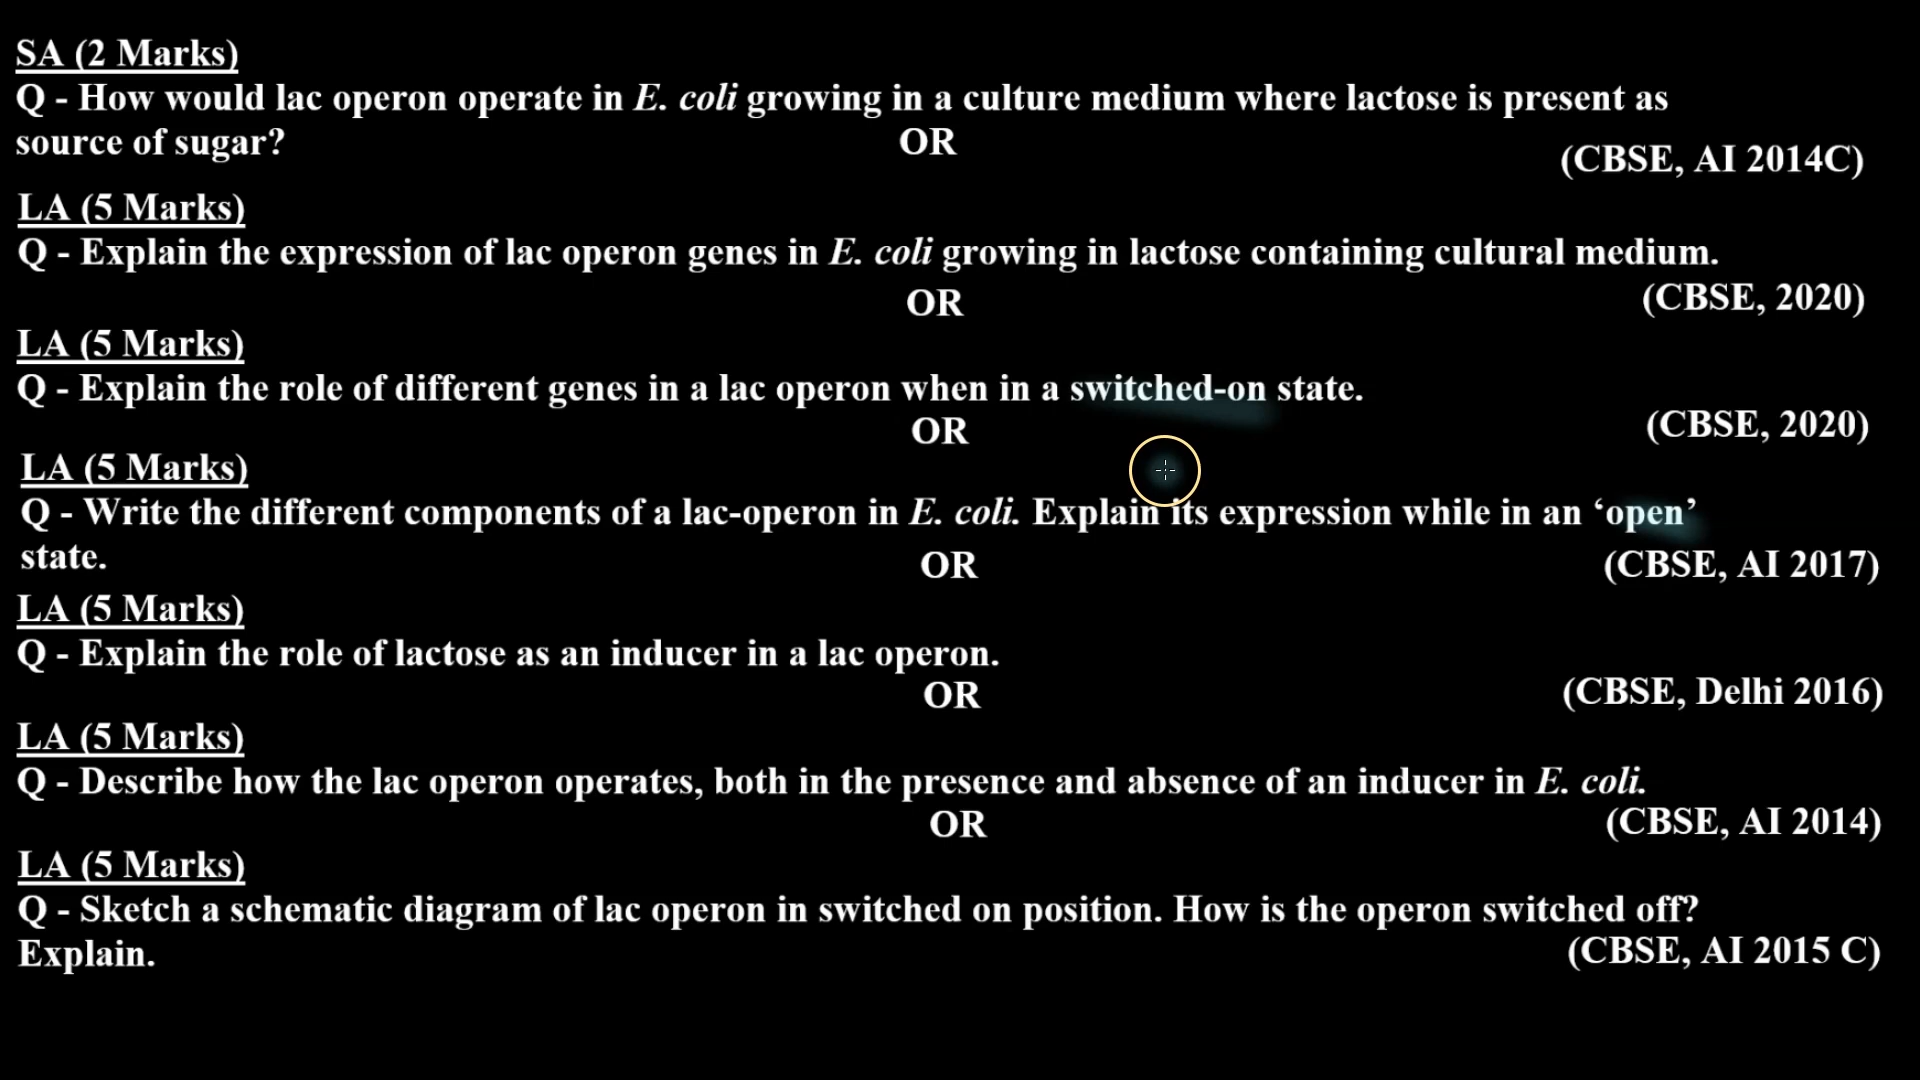 SA (2 Marks)
Q - How would lac operon operate in E. coli growing in a culture medium where lactose is present as
source of sugar?
OR
(CBSE, AI 2014C)
LA (5 Marks)
Q - Explain the expression of lac operon genes in E. coli growing in lactose containing cultural medium.
OR
(CBSE, 2020)
LA (5 Marks)
Q - Explain the role of different genes in a lac operon when in a switched-on state.
OR
(CBSE, 2020)
LA (5 Marks)
Q - Write the different components of a lac-operon in E. coli. Explain its expression while in an ‘open’
state.
OR
(CBSE, AI 2017)
LA (5 Marks)
Q - Explain the role of lactose as an inducer in a lac operon.
OR
(CBSE, Delhi 2016)
LA (5 Marks)
Q - Describe how the lac operon operates, both in the presence and absence of an inducer in E. coli.
OR
(CBSE, AI 2014)
LA (5 Marks)
Q - Sketch a schematic diagram of lac operon in switched on position. How is the operon switched off?
Explain.
(CBSE, AI 2015 C)